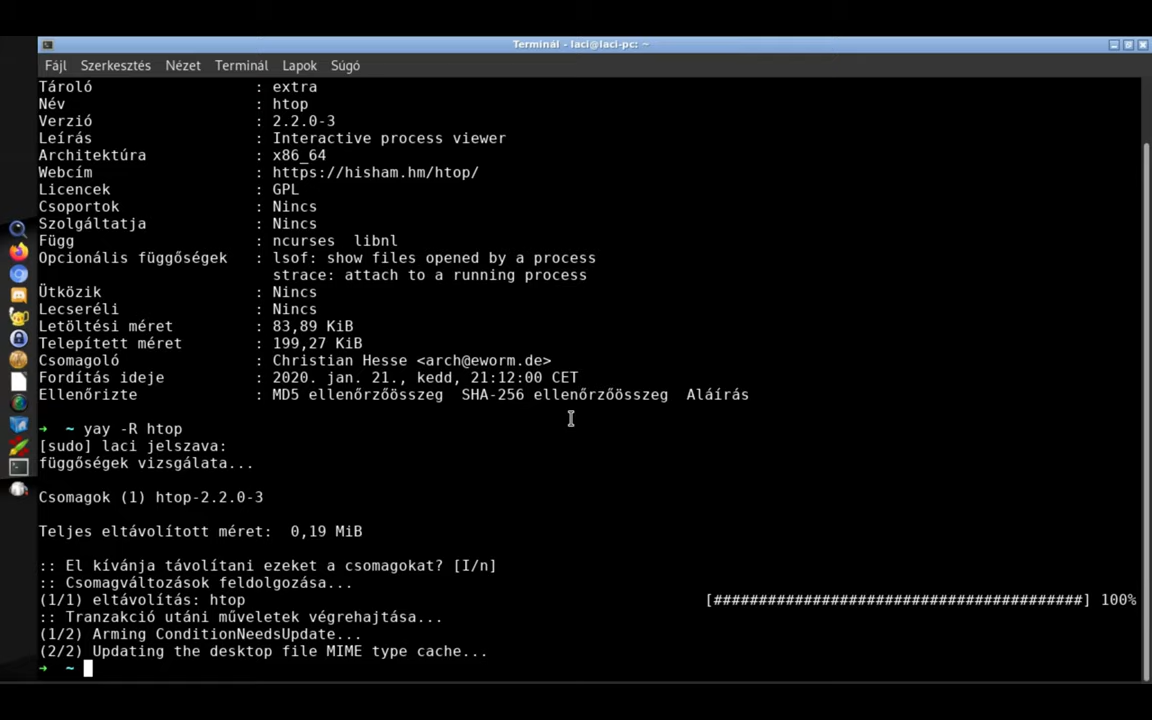 Terminál - laci@laci-pc: ~
Fájl Szerkesztés Nézet Terminál Lapok Súgó
Tároló : extra
Név : htop
Verzió : 2.2.0-3
Leírás : Interactive process viewer
Architektúra : x86_64
Webcím : https://hisham.hm/htop/
Licencek : GPL
Csoportok : Nincs
Szolgáltatja : Nincs
Függ : ncurses libnl
Opcionális függőségek : lsof: show files opened by a process
strace: attach to a running process
Ütközik : Nincs
Lecseréli : Nincs
Letöltési méret : 83,89 KiB
Telepített méret : 199,27 KiB
Csomagoló : Christian Hesse <arch@eworm.de>
Fordítás ideje : 2020. jan. 21., kedd, 21:12:00 CET
Ellenőrizte : MD5 ellenőrzőösszeg SHA-256 ellenőrzőösszeg Aláírás
➜ ~ yay -R htop
[sudo] laci jelszava:
függőségek vizsgálata...
Csomagok (1) htop-2.2.0-3
Teljes eltávolított méret: 0,19 MiB
:: El kívánja távolítani ezeket a csomagokat? [I/n]
:: Csomagváltozások feldolgozása...
(1/1) eltávolítás: htop [#########################################] 100%
:: Tranzakció utáni műveletek végrehajtása...
(1/2) Arming ConditionNeedsUpdate...
(2/2) Updating the desktop file MIME type cache...
➜ ~